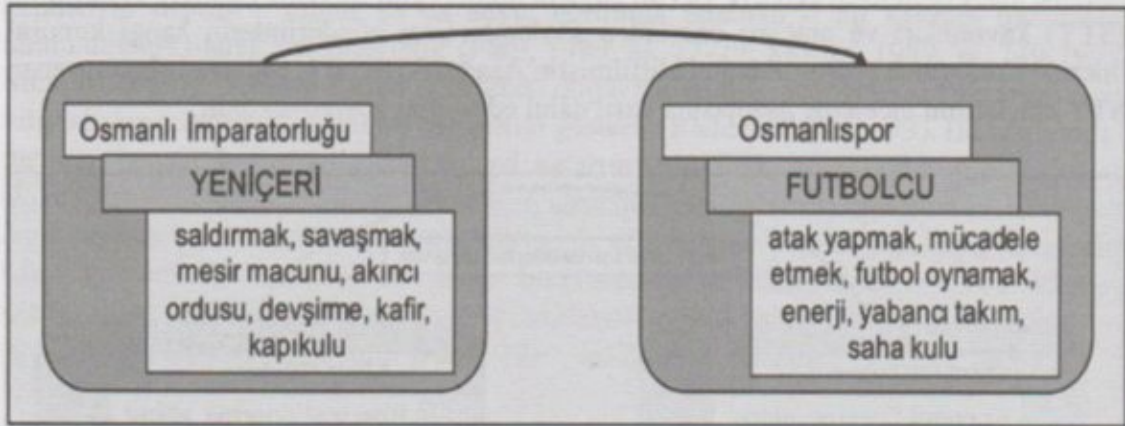 Osmanlı İmparatorluğu
YENİÇERİ
saldırmak, savaşmak,
mesir macunu, akıncı
ordusu, devşirme, kafir,
kapıkulu
Osmanlıspor
FUTBOLCU
atak yapmak, mücadele
etmek, futbol oynamak,
enerji, yabancı takım,
saha kulu